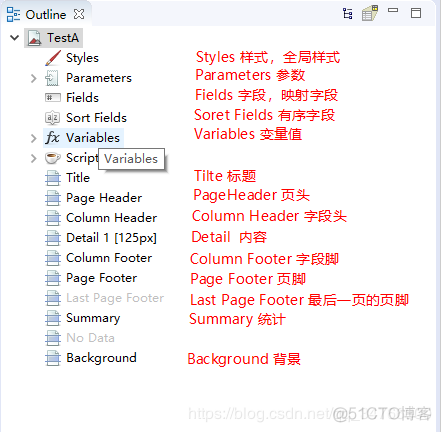 Outline
TestA
Styles Styles 样式，全局样式
Parameters Parameters 参数
Fields Fields 字段，映射字段
Sort Fields Soret Fields 有序字段
Variables Variables 变量值
Script Variables
Title Tilte 标题
Page Header PageHeader 页头
Column Header Column Header 字段头
Detail 1 [125px] Detail 内容
Column Footer Column Footer 字段脚
Page Footer Page Footer 页脚
Last Page Footer Last Page Footer 最后一页的页脚
Summary Summary 统计
No Data
Background Background 背景
https://blog.csdn.net/ @51CTO博客